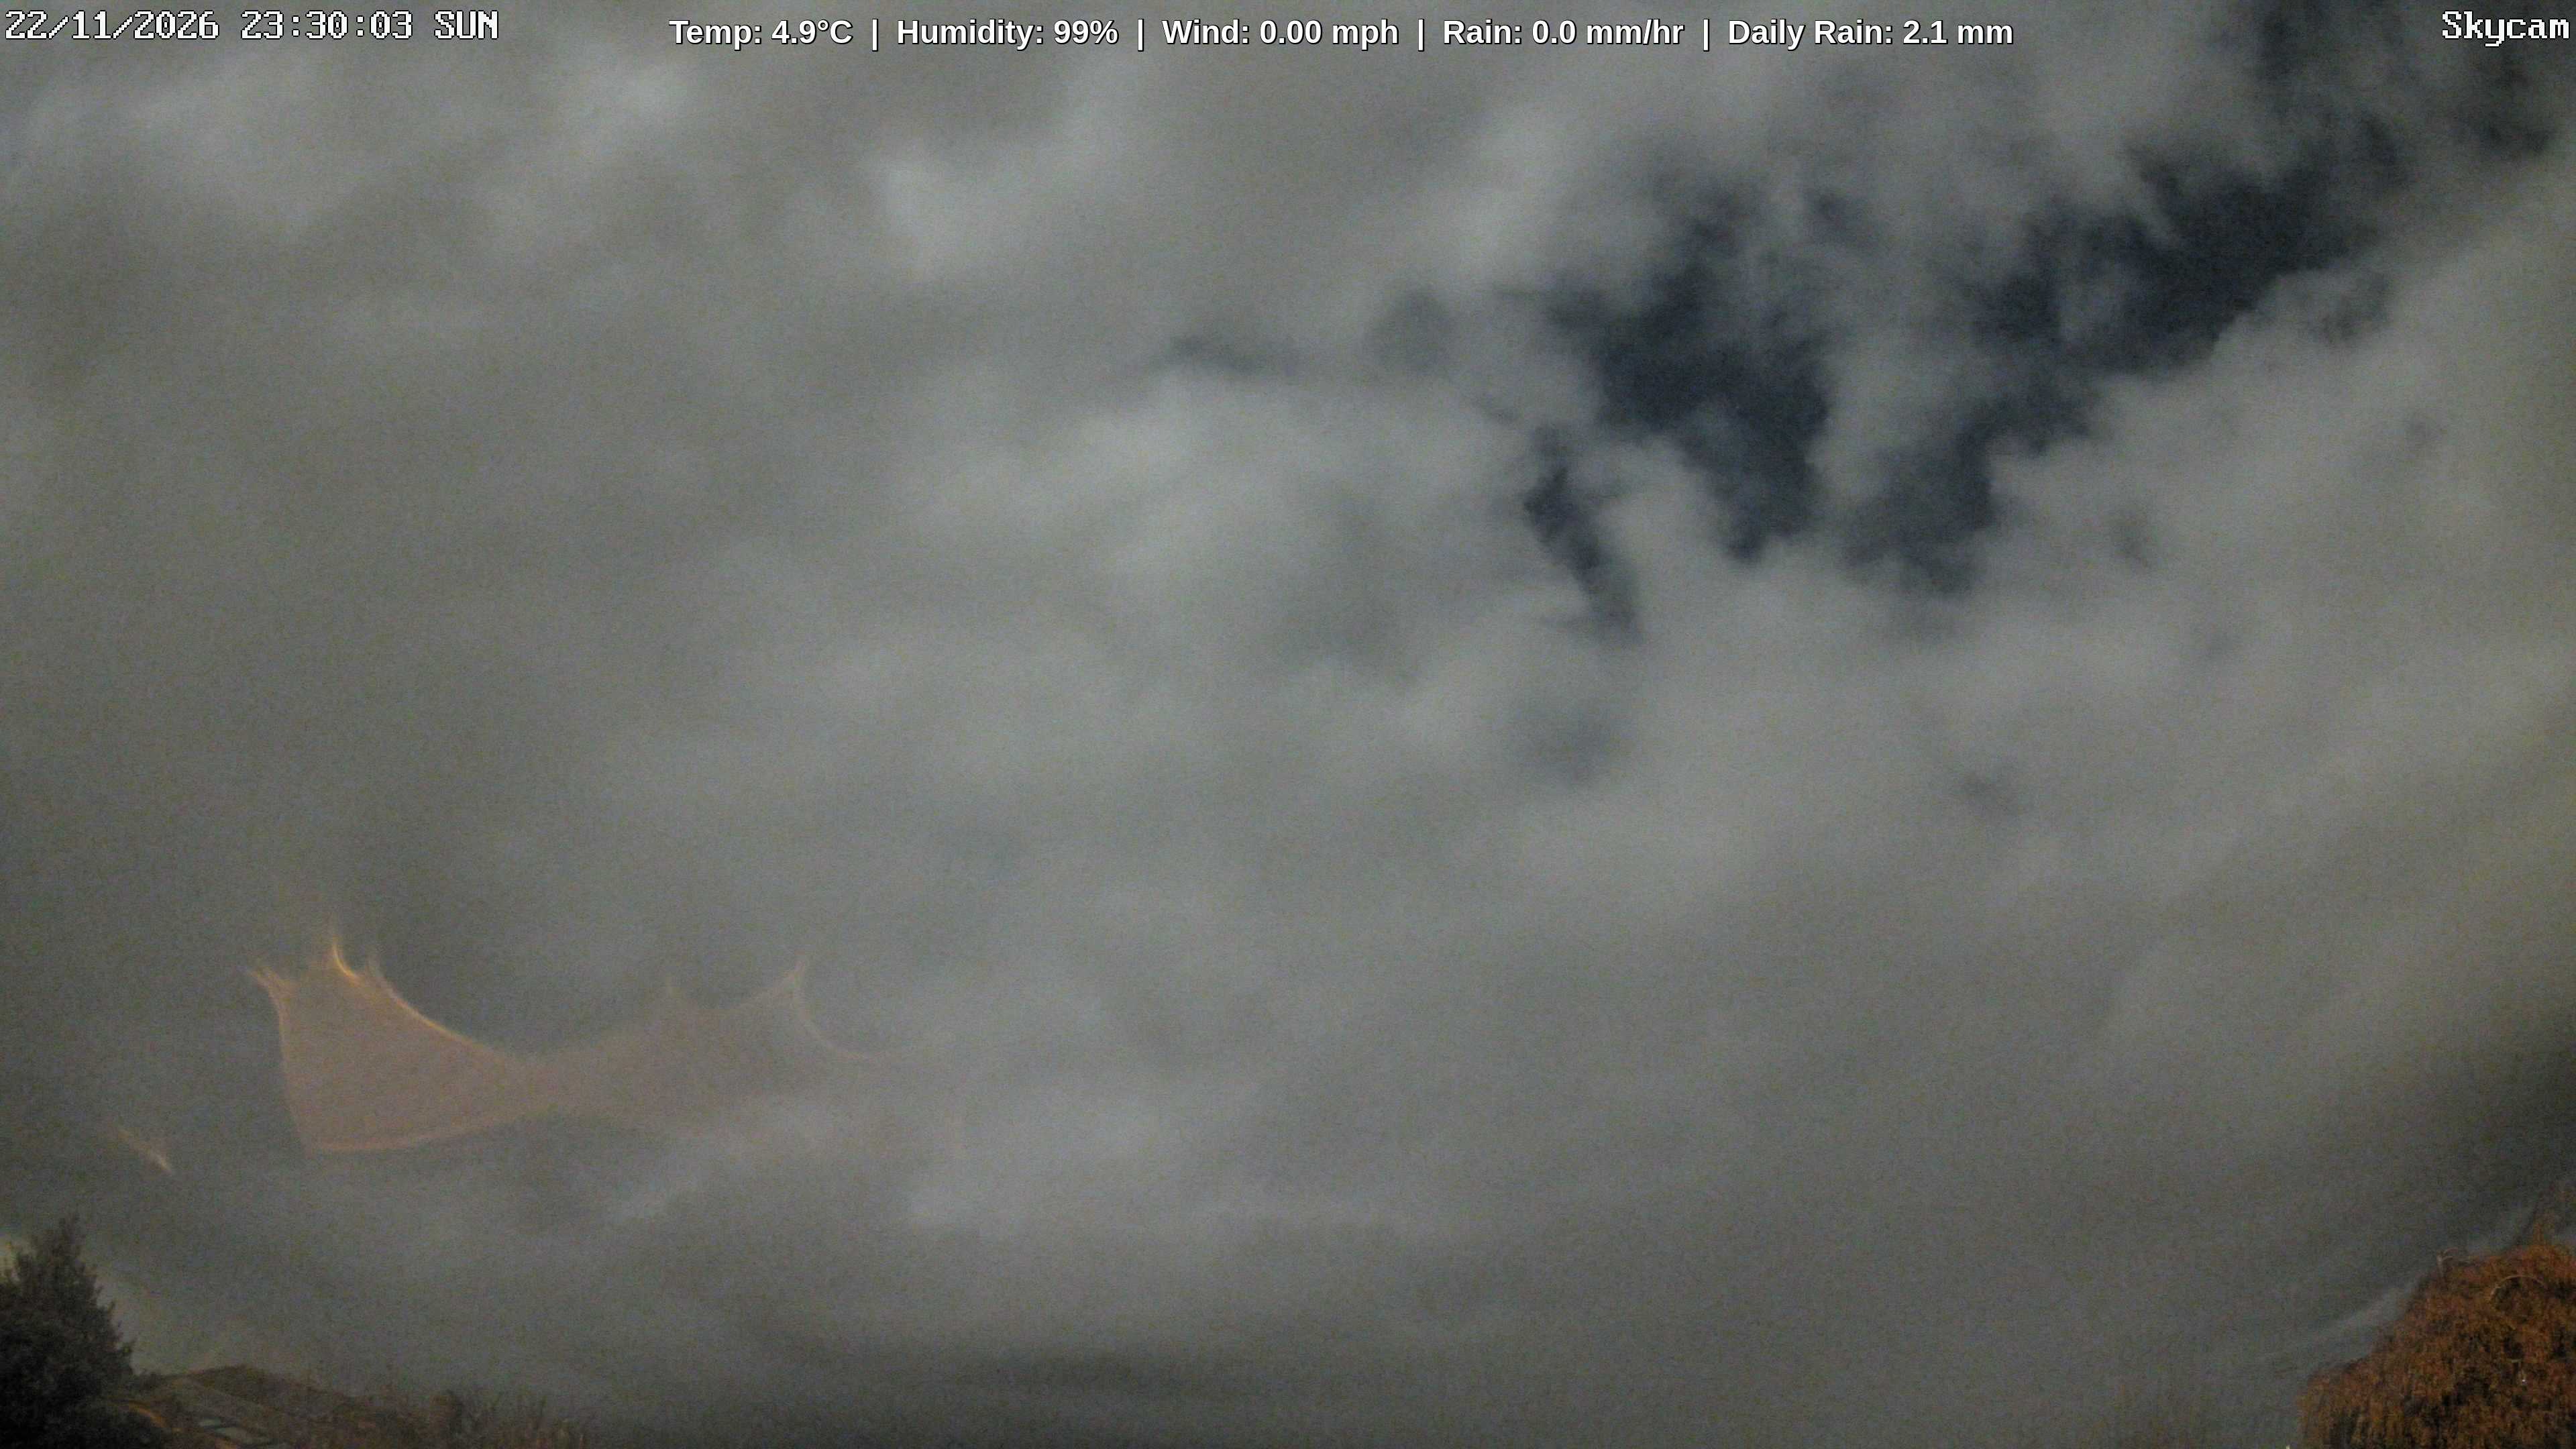 22/11/2026 23:30:03 SUN
Temp: 4.9°C | Humidity: 99% | Wind: 0.00 mph | Rain: 0.0 mm/hr | Daily Rain: 2.1 mm
Skycam